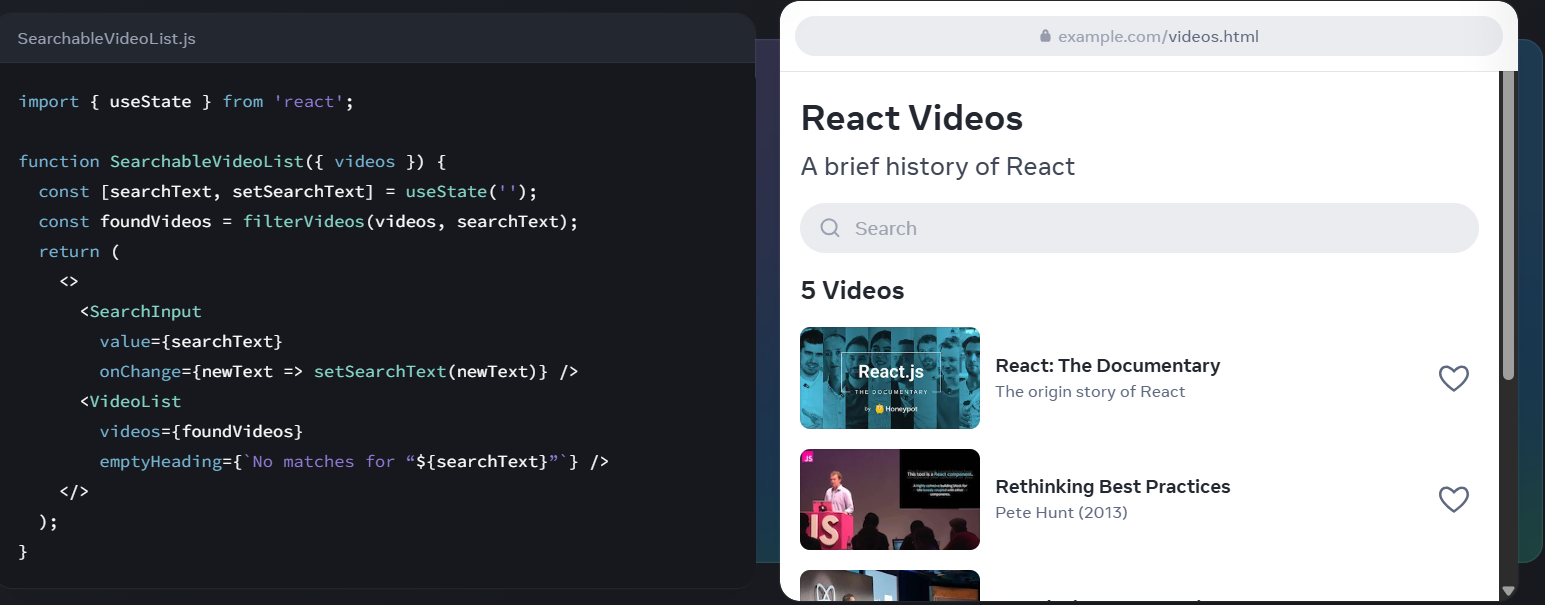 SearchableVideoList.js
import { useState } from 'react';
function SearchableVideoList({ videos }) {
const [searchText, setSearchText] = useState('');
const foundVideos = filterVideos(videos, searchText);
return (
<>
<SearchInput
value={searchText}
onChange={newText => setSearchText(newText)} />
<VideoList
videos={foundVideos}
emptyHeading={`No matches for “${searchText}”`} />
</>
);
}
example.com/videos.html
React Videos
A brief history of React
Search
5 Videos
React.js
THE DOCUMENTARY
by Honeypot
React: The Documentary
The origin story of React
JS
This tool is a React component.
JS
Rethinking Best Practices
Pete Hunt (2013)